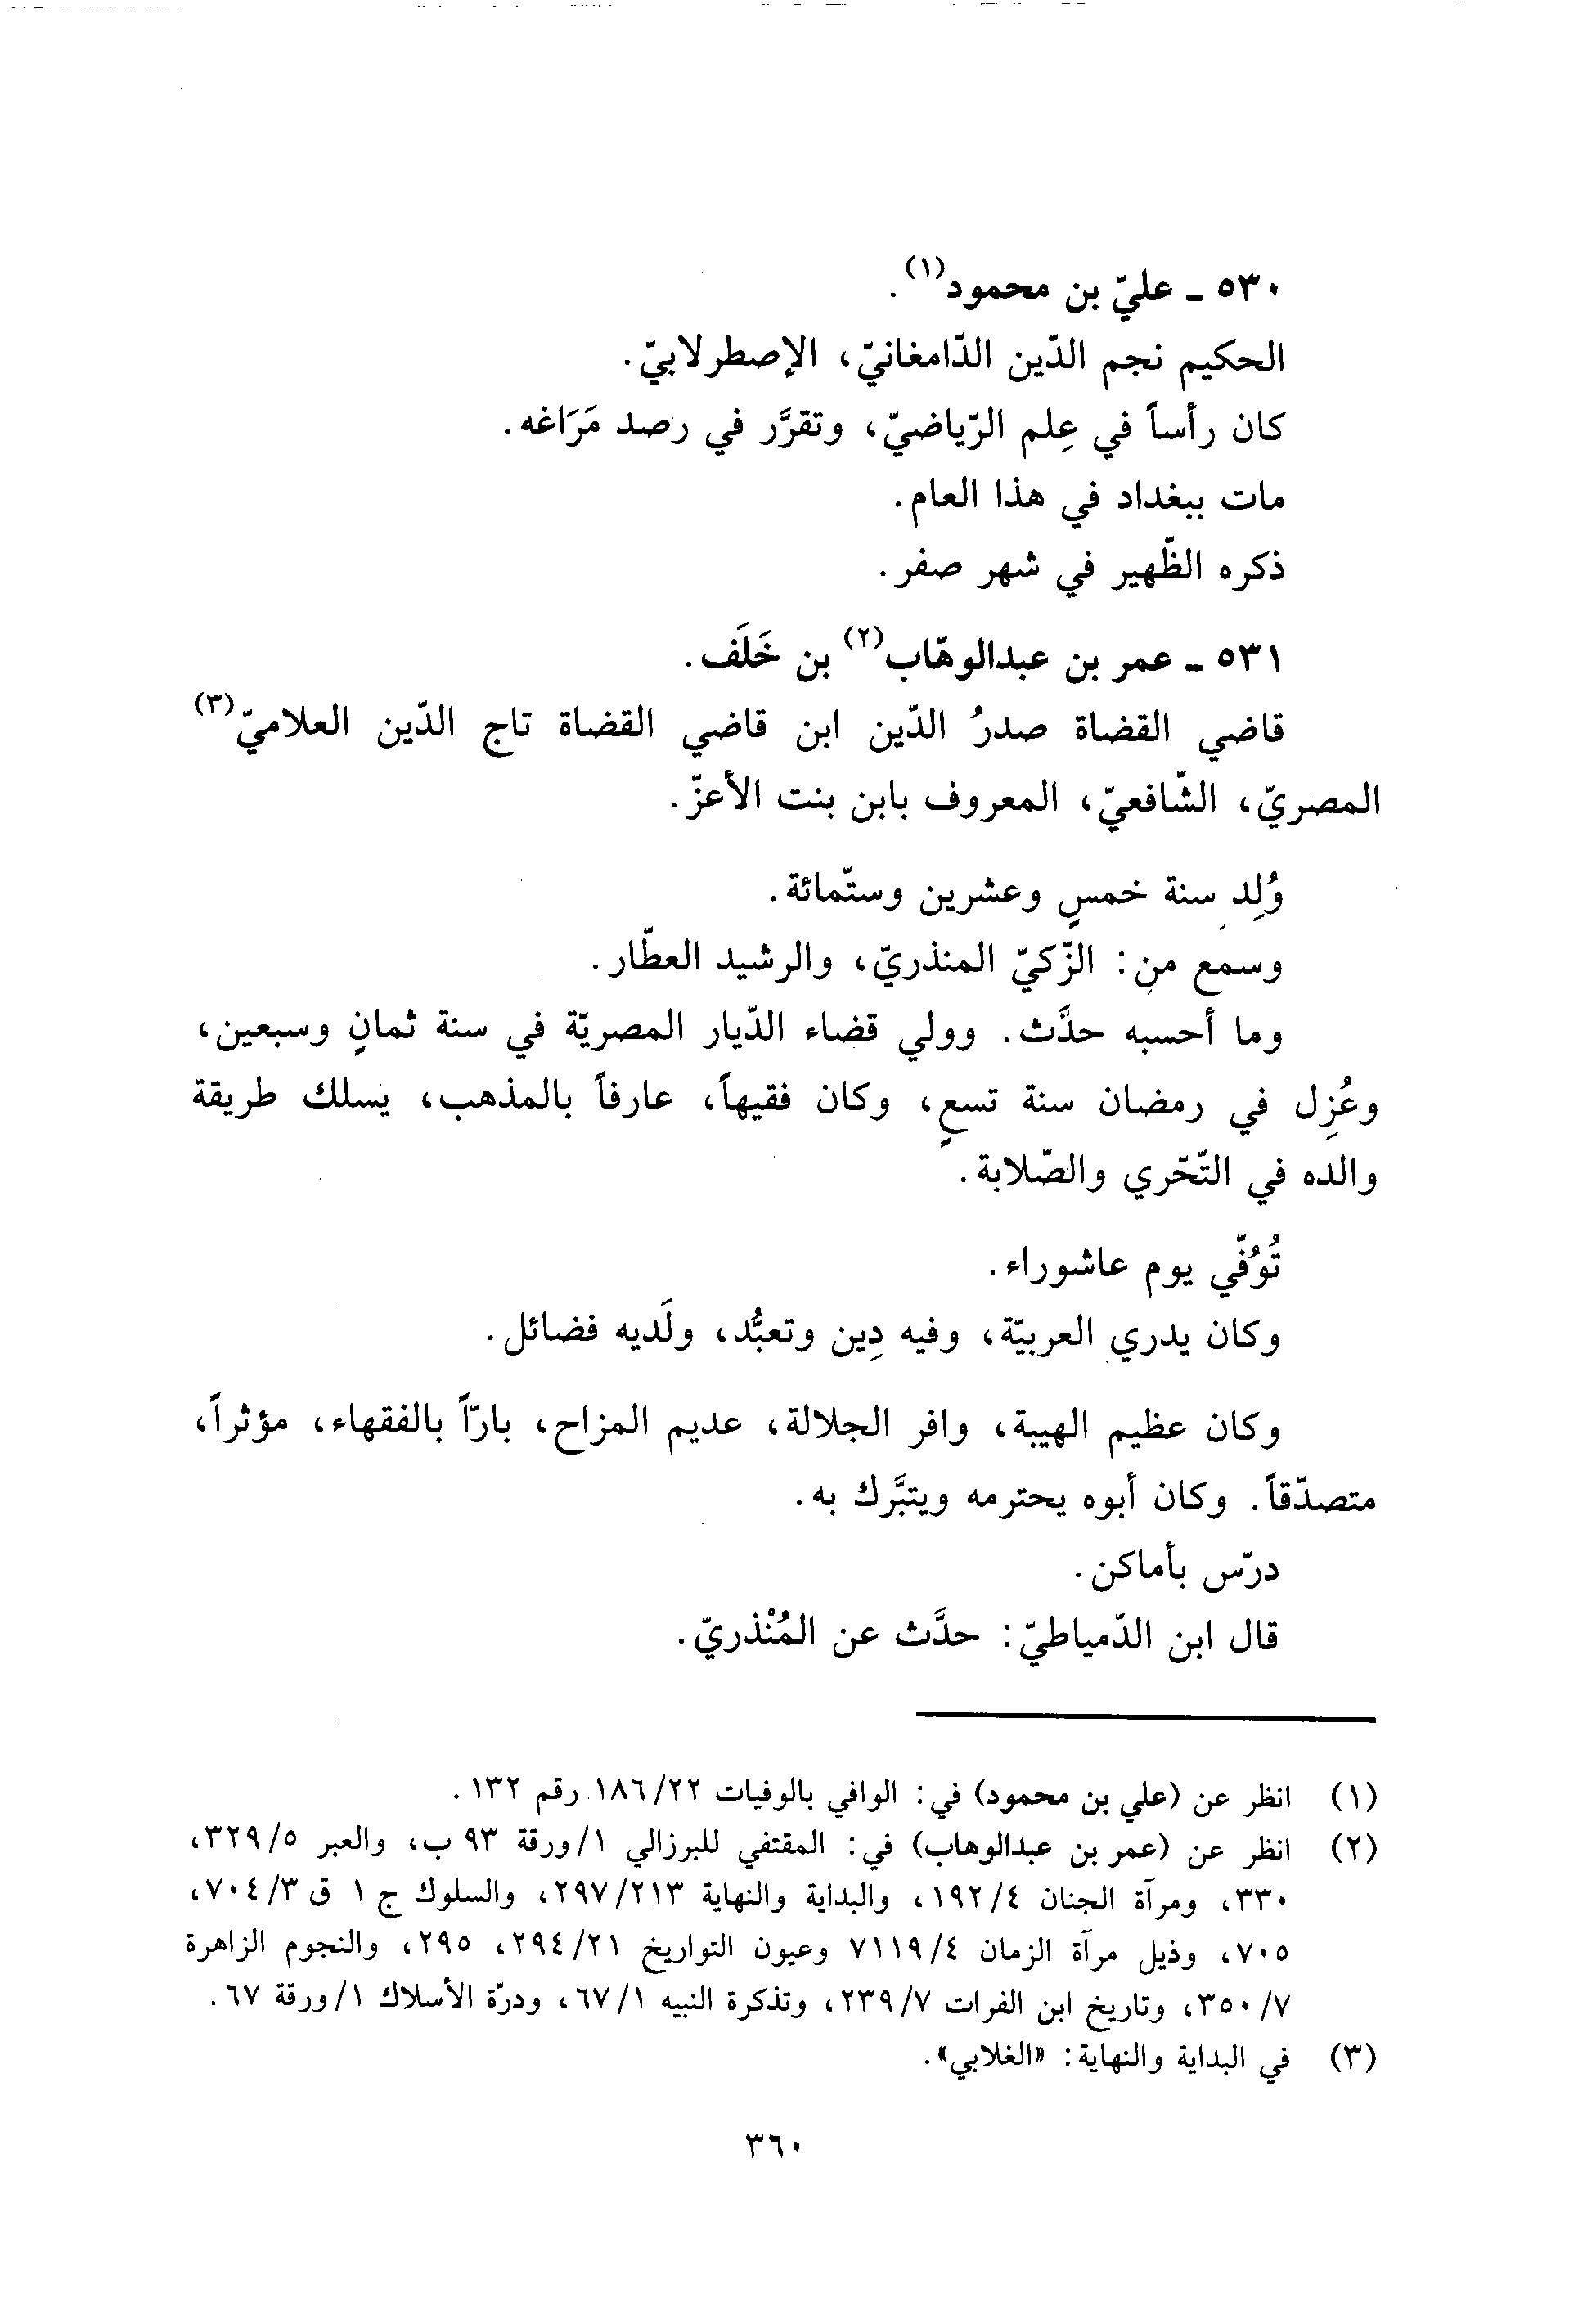 ٥٣٠ ـ عليّ بن محمود(١).
الحكيم نجم الدّين الدّامغانيّ، الإصطرلابيّ.
كان رأساً في عِلم الرّياضيّ، وتقرَّر في رصد مَرَاغه.
مات ببغداد في هذا العام.
ذكره الظّهير في شهر صفر.
٥٣١ ـ عمر بن عبدالوهّاب(٢) بن خَلَف.
قاضي القضاة صدرُ الدّين ابن قاضي القضاة تاج الدّين العلاميّ(٣)
المصريّ، الشّافعيّ، المعروف بابن بنت الأعزّ.
وُلِد سنة خمسٍ وعشرين وستّمائة.
وسمع من: الزّكيّ المنذريّ، والرشيد العطّار.
وما أحسبه حدَّث. وولي قضاء الدّيار المصريّة في سنة ثمانٍ وسبعين،
وعُزِل في رمضان سنة تسعٍ، وكان فقيهاً، عارفاً بالمذهب، يسلك طريقة
والده في التّحّري والصّلابة.
تُوُفّي يوم عاشوراء.
وكان يدري العربيّة، وفيه دِين وتعبُّد، ولَديه فضائل.
وكان عظيم الهيبة، وافر الجلالة، عديم المزاح، بارّاً بالفقهاء، مؤثراً،
متصدّقاً. وكان أبوه يحترمه ويتبَّرك به.
درّس بأماكن.
قال ابن الدّمياطيّ: حدَّث عن المُنْذريّ.
(١) انظر عن (علي بن محمود) في: الوافي بالوفيات ١٨٦/٢٢ رقم ١٣٢.
(٢) انظر عن (عمر بن عبدالوهاب) في: المقتفي للبرزالي ١/ورقة ٩٣ ب، والعبر ٣٢٩/٥،
٣٣٠، ومرآة الجنان ١٩٢/٤، والبداية والنهاية ٢٩٧/٢١٣، والسلوك ج ١ ق ٧٠٤/٣،
٧٠٥، وذيل مرآة الزمان ٧١١٩/٤ وعيون التواريخ ٢٩٤/٢١، ٢٩٥، والنجوم الزاهرة
٣٥٠/٧، وتاريخ ابن الفرات ٢٣٩/٧، وتذكرة النبيه ٦٧/١، ودرّة الأسلاك ١/ورقة ٦٧.
(٣) في البداية والنهاية: «الغلابي».
٣٦٠